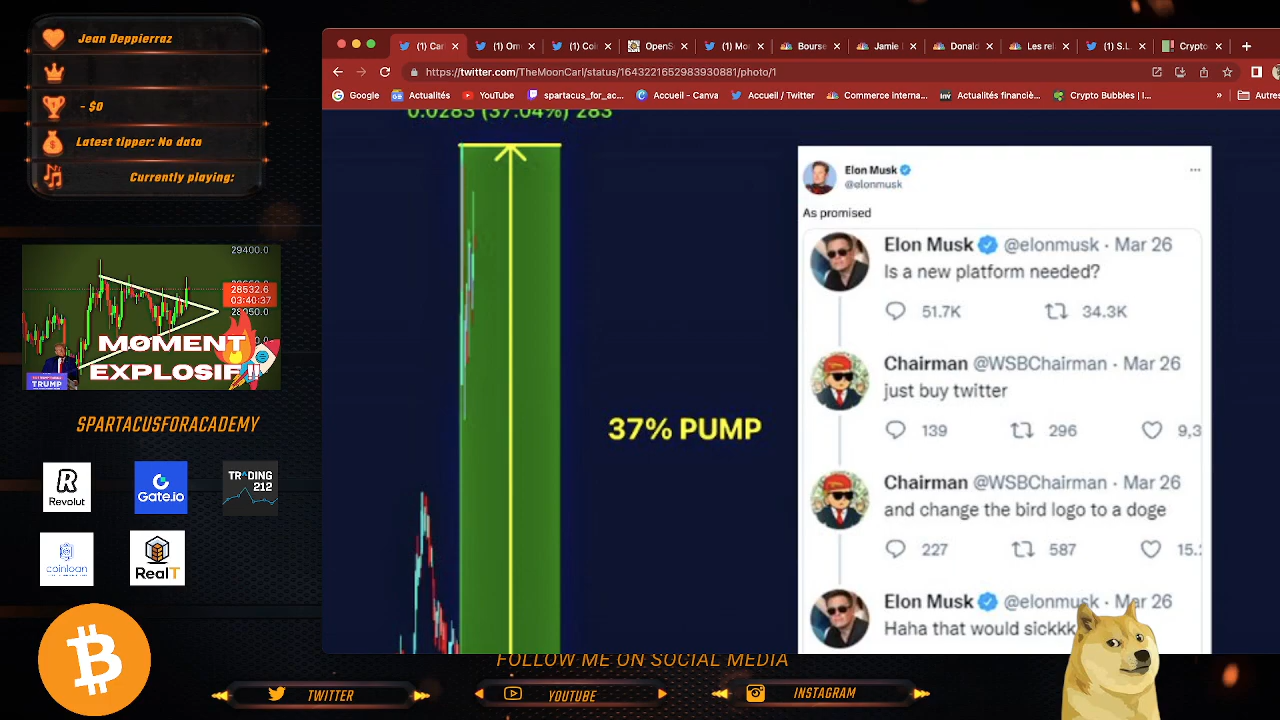 Jean Deppierraz
- $0
Latest tipper: No data
Currently playing:
29400.0
28532.6
03:40:37
28050.0
MOMENT
EXPLOSIF !!
TRUMP
SPARTACUSFORACADEMY
R
Revolut
Gate.io
TRADING
212
coinloan
RealT
(1) Car
(1) Om
(1) Coi
OpenS
(1) Mo
Bourse
Jamie
Donald
Les rel
(1) S.L.
Crypto
https://twitter.com/TheMoonCarl/status/1643221652983930881/photo/1
Google
Actualités
YouTube
spartacus_for_ac...
Accueil - Canva
Accueil / Twitter
Commerce interna...
Actualités financiè...
Crypto Bubbles | I...
»
Autres
0.0283 (37.04%) 283
37% PUMP
Elon Musk
@elonmusk
As promised
Elon Musk @elonmusk · Mar 26
Is a new platform needed?
51.7K 34.3K
Chairman @WSBChairman · Mar 26
just buy twitter
139 296 9,3
Chairman @WSBChairman · Mar 26
and change the bird logo to a doge
227 587 15.
Elon Musk @elonmusk · Mar 26
Haha that would sickkk
FOLLOW ME ON SOCIAL MEDIA
TWITTER
YOUTUBE
INSTAGRAM